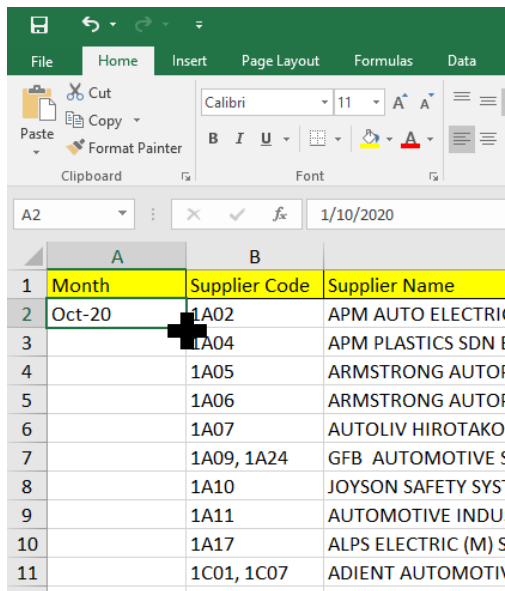 File Home Insert Page Layout Formulas Data
Cut
Copy
Paste
Format Painter
Calibri 11 A A
B I U A
Clipboard Font
A2 fx 1/10/2020
A B
1 Month Supplier Code Supplier Name
2 Oct-20 1A02 APM AUTO ELECTRI
3 1A04 APM PLASTICS SDN
4 1A05 ARMSTRONG AUTO
5 1A06 ARMSTRONG AUTO
6 1A07 AUTOLIV HIROTAKO
7 1A09, 1A24 GFB AUTOMOTIVE
8 1A10 JOYSON SAFETY SYS
9 1A11 AUTOMOTIVE INDU
10 1A17 ALPS ELECTRIC (M)
11 1C01, 1C07 ADIENT AUTOMOTI